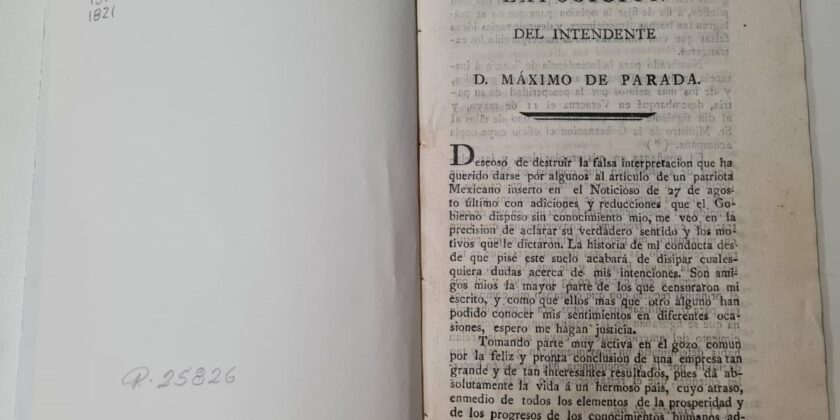 1821
R.-25826
EXPOSICION
DEL INTENDENTE
D. MÁXIMO DE PARADA.
Deseoso de destruir la falsa interpretacion que ha
querido darse por algunos al artículo de un patriota
Mexicano inserto en el Noticioso de 27 de agos-
to último con adiciones y reducciones que el Go-
bierno dispuso sin conocimiento mio, me veo en la
precision de aclarar su verdadero sentido y los mo-
tivos que le dictaron. La historia de mi conducta des-
de que pisé este suelo acabará de disipar cuales-
quiera dudas acerca de mis intenciones. Son ami-
gos mios la mayor parte de los que censuraron mi
escrito, y como que ellos mas que otro alguno han
podido conocer mis sentimientos en diferentes oca-
siones, espero me hagan justicia.
Tomando parte muy activa en el gozo comun
por la feliz y pronta conclusion de una empresa tan
grande y de tan interesantes resultados, pues dá ab-
solutamente la vida á un hermoso pais, cuyo atraso,
enmedio de todos los elementos de la prosperidad y
de los progresos de los conocimientos humanos ad-